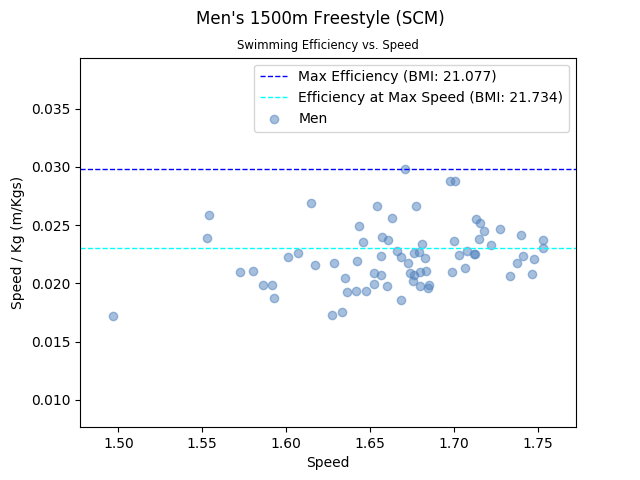 Men's 1500m Freestyle (SCM)
Swimming Efficiency vs. Speed
Max Efficiency (BMI: 21.077)
Efficiency at Max Speed (BMI: 21.734)
Men
Speed / Kg (m/Kgs)
0.035
0.030
0.025
0.020
0.015
0.010
1.50 1.55 1.60 1.65 1.70 1.75
Speed